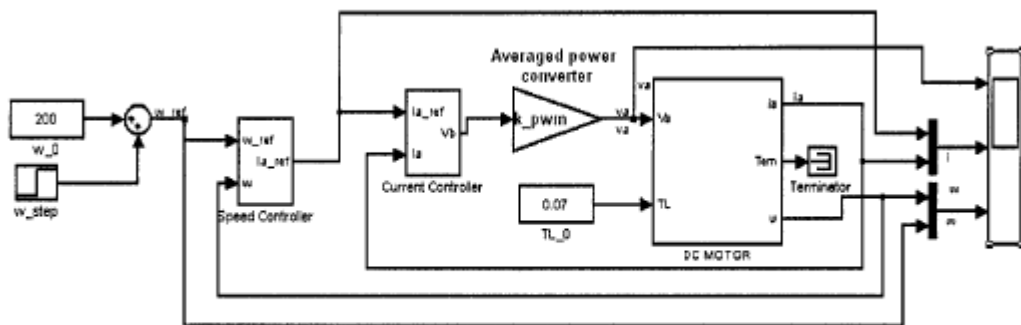 Averaged power
converter
200
w_0
w_step
w_ref
w_ref
Ia_ref
w
Speed Controller
Ia_ref
Vb
Ia
Current Controller
k_pwm
va
va
va
Va
Ia
Ia
Tem
TL
w
DC MOTOR
Terminator
0.07
TL_0
i
w